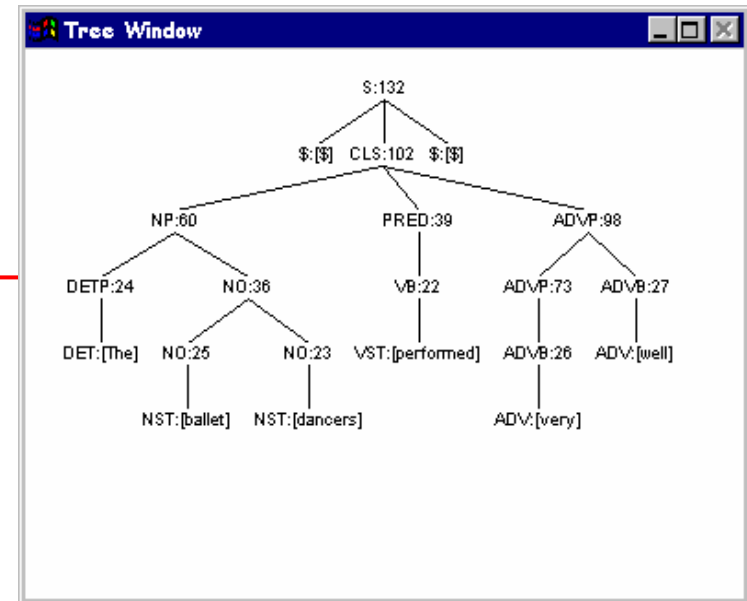 Tree Window
S:132
$:[$] CLS:102 $:[$]
NP:60 PRED:39 ADVP:98
DETP:24 NO:36 VB:22 ADVP:73 ADVB:27
DET:[The] NO:25 NO:23 VST:[performed] ADVB:26 ADV:[well]
NST:[ballet] NST:[dancers] ADV:[very]